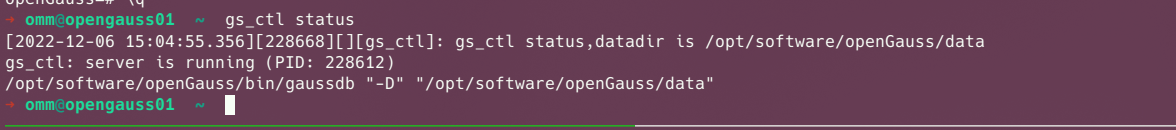 openGauss=# \q
→ omm@opengauss01 ~ gs_ctl status
[2022-12-06 15:04:55.356][228668][][gs_ctl]: gs_ctl status,datadir is /opt/software/openGauss/data
gs_ctl: server is running (PID: 228612)
/opt/software/openGauss/bin/gaussdb "-D" "/opt/software/openGauss/data"
→ omm@opengauss01 ~